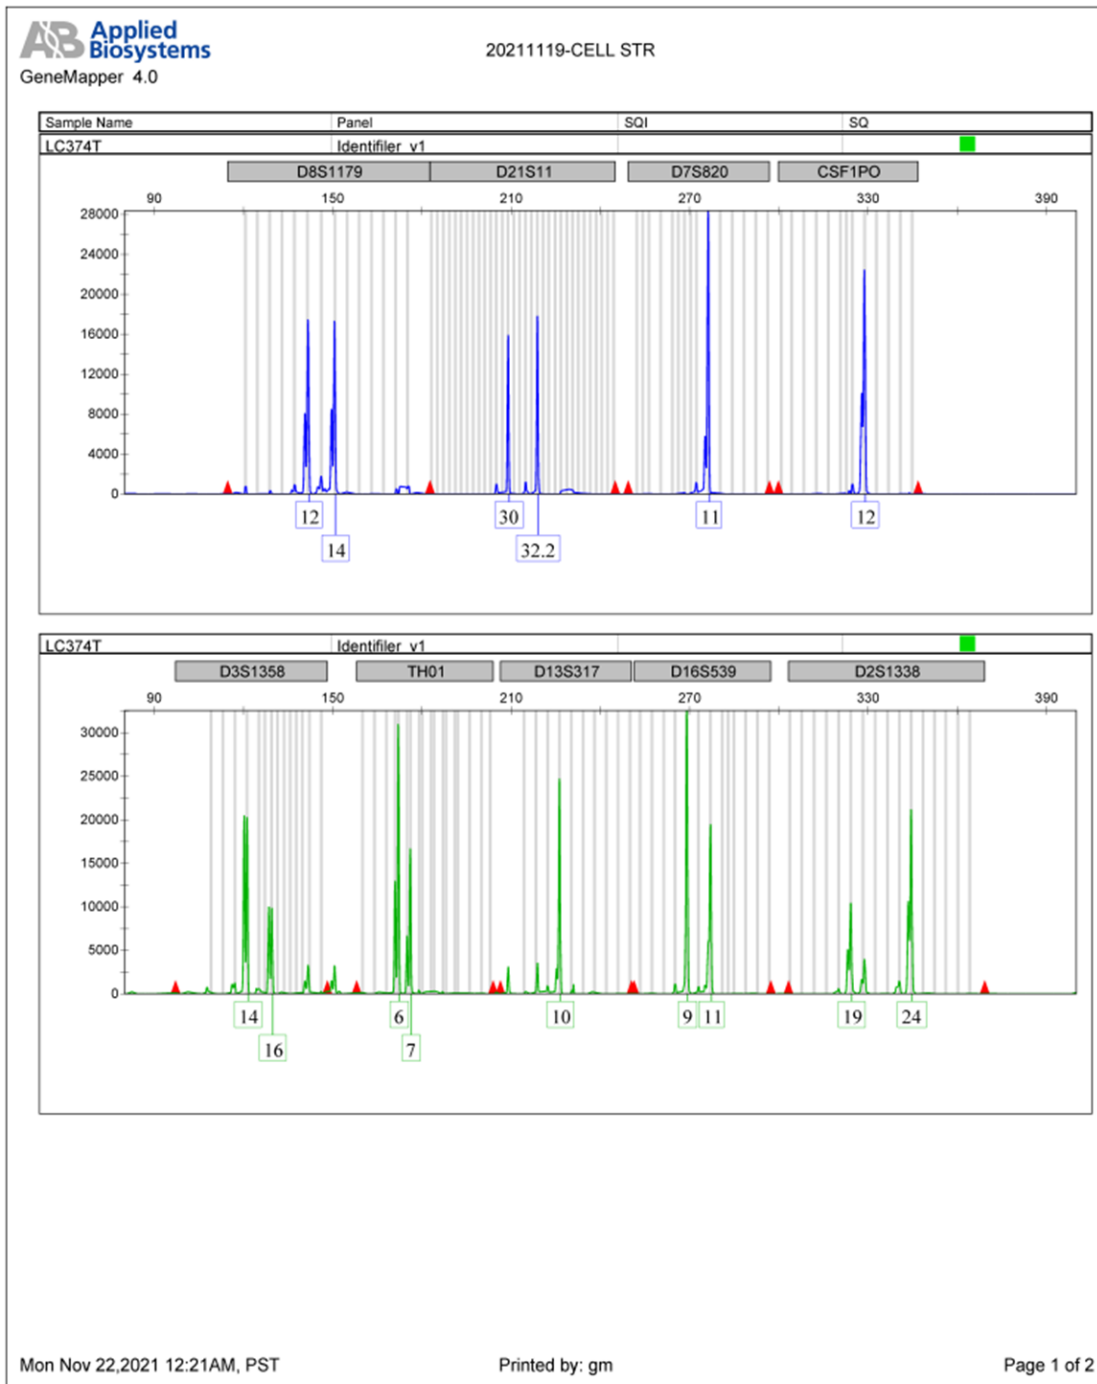 AB Applied Biosystems
GeneMapper 4.0
20211119-CELL STR
Sample Name Panel SQI SQ
LC374T Identifiler_v1
D8S1179 D21S11 D7S820 CSF1PO
90 150 210 270 330 390
28000
24000
20000
16000
12000
8000
4000
0
12 30 11 12
14 32.2
LC374T Identifiler_v1
D3S1358 TH01 D13S317 D16S539 D2S1338
90 150 210 270 330 390
30000
25000
20000
15000
10000
5000
0
14 6 10 9 11 19 24
16 7
Mon Nov 22,2021 12:21AM, PST Printed by: gm Page 1 of 2